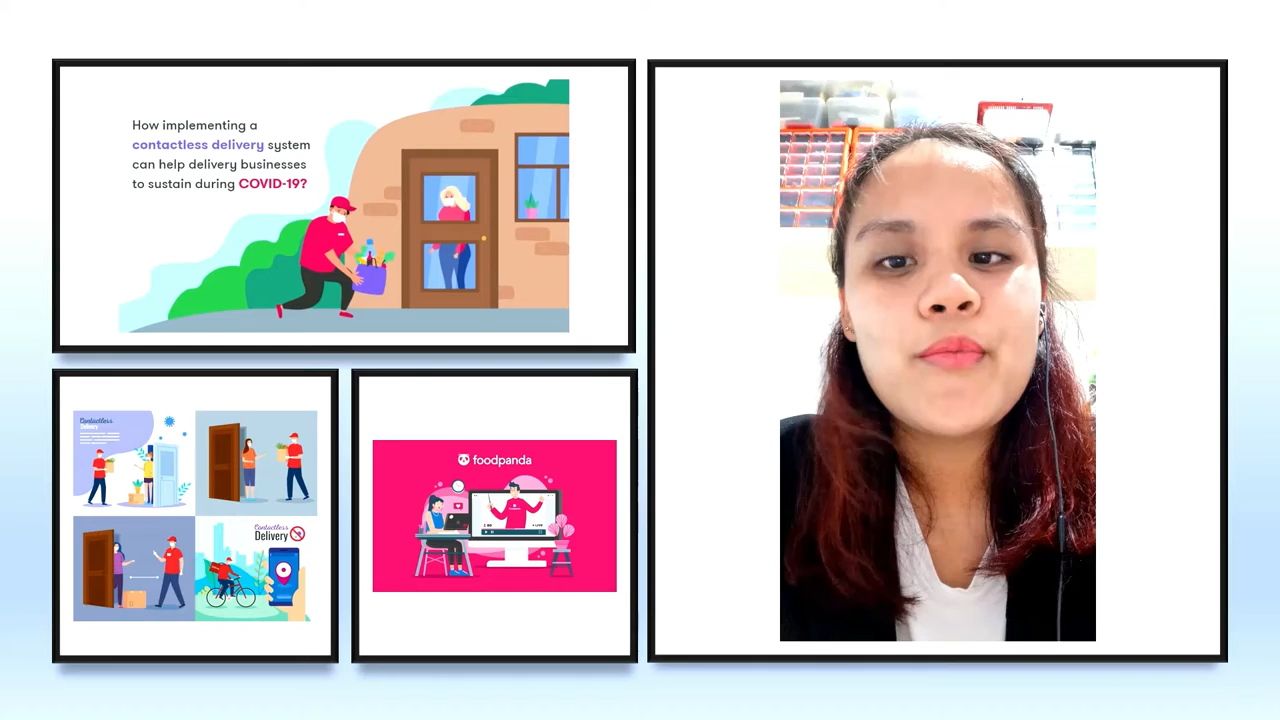 How implementing a
contactless delivery system
can help delivery businesses
to sustain during COVID-19?
Contactless
Delivery
Contactless
Delivery
foodpanda
LIVE